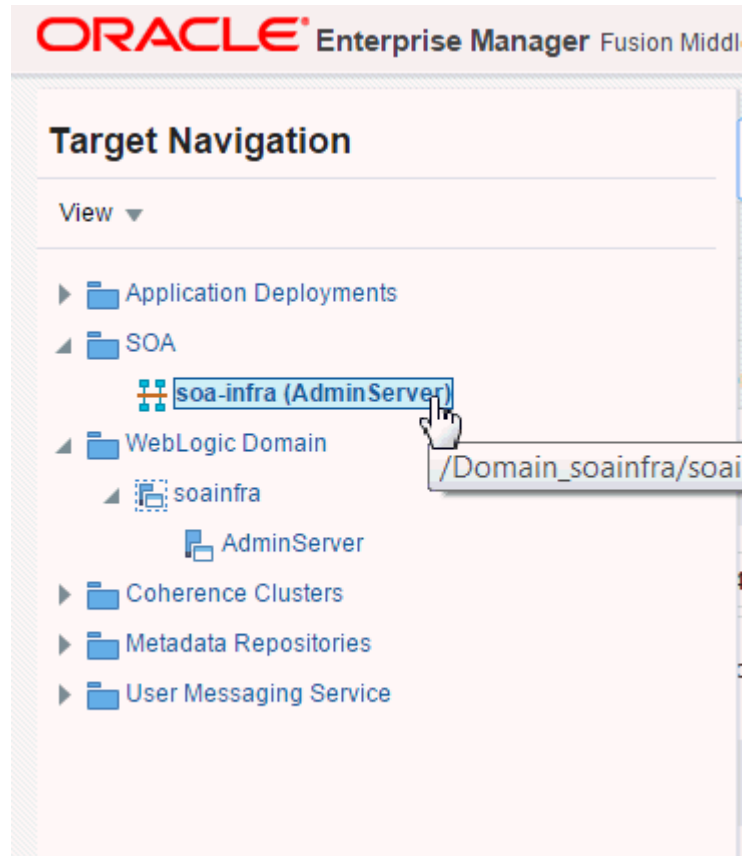 ORACLE Enterprise Manager Fusion Middl
Target Navigation
View
Application Deployments
SOA
soa-infra (AdminServer)
WebLogic Domain
/Domain_soainfra/soai
soainfra
AdminServer
Coherence Clusters
Metadata Repositories
User Messaging Service